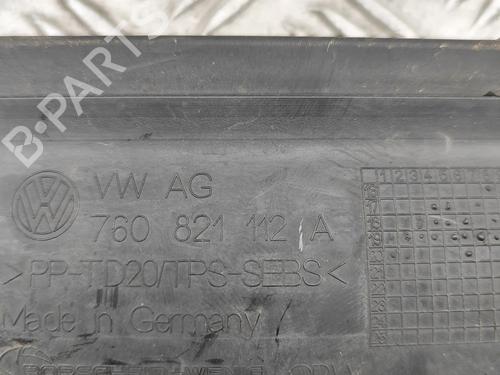 B-PARTS
VW AG
760 821 112 A
>PP-TD20/TPS-SEBS<
Made in Germany